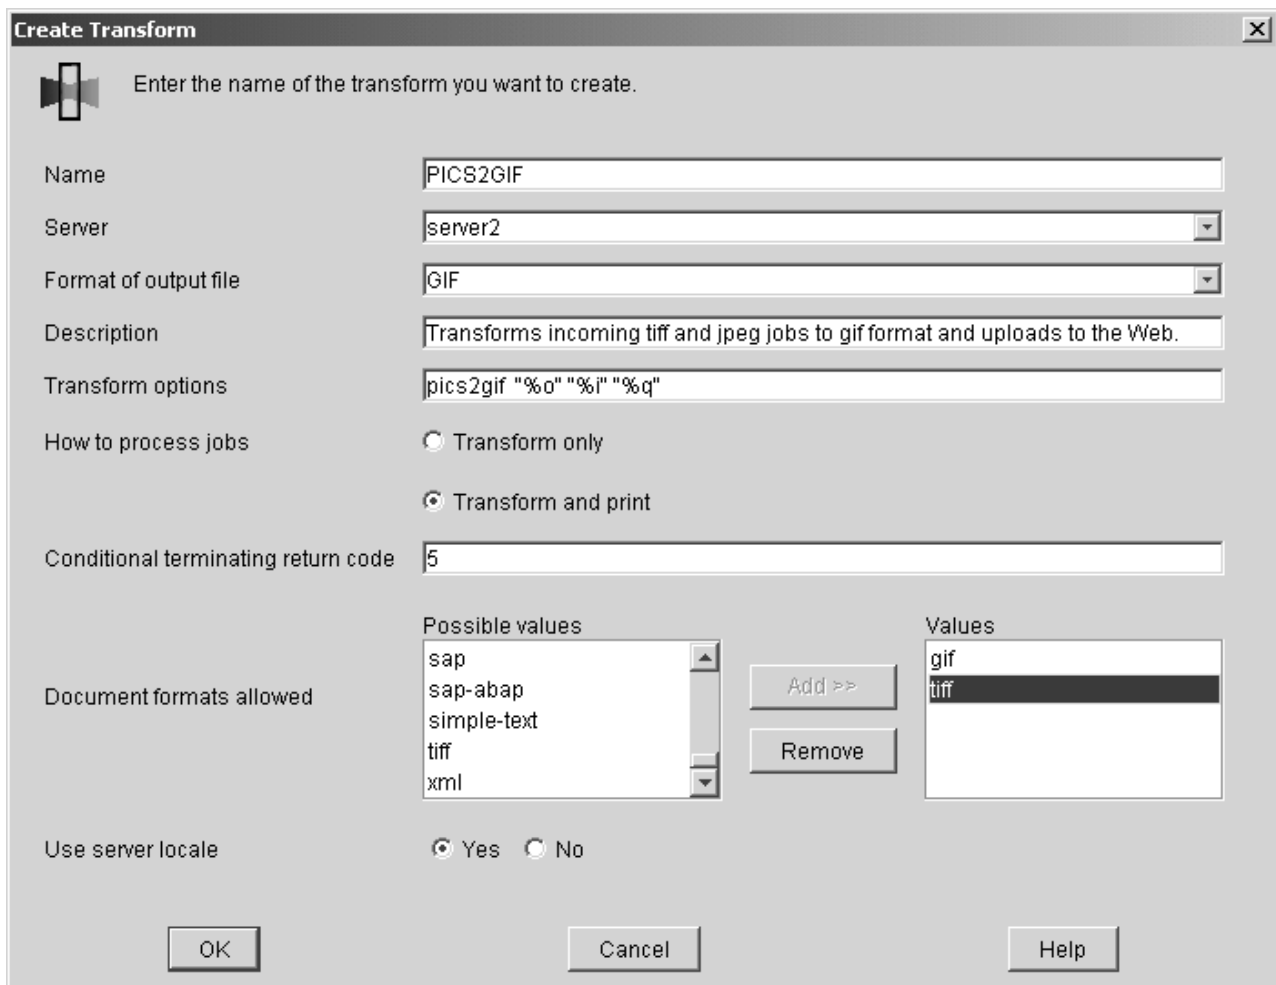 Create Transform
Enter the name of the transform you want to create.
Name PICS2GIF
Server server2
Format of output file GIF
Description Transforms incoming tiff and jpeg jobs to gif format and uploads to the Web.
Transform options pics2gif "%o" "%i" "%q"
How to process jobs Transform only
Transform and print
Conditional terminating return code 5
Possible values Values
Document formats allowed
sap
sap-abap
simple-text
tiff
xml
Add >>
Remove
gif
tiff
Use server locale Yes No
OK Cancel Help